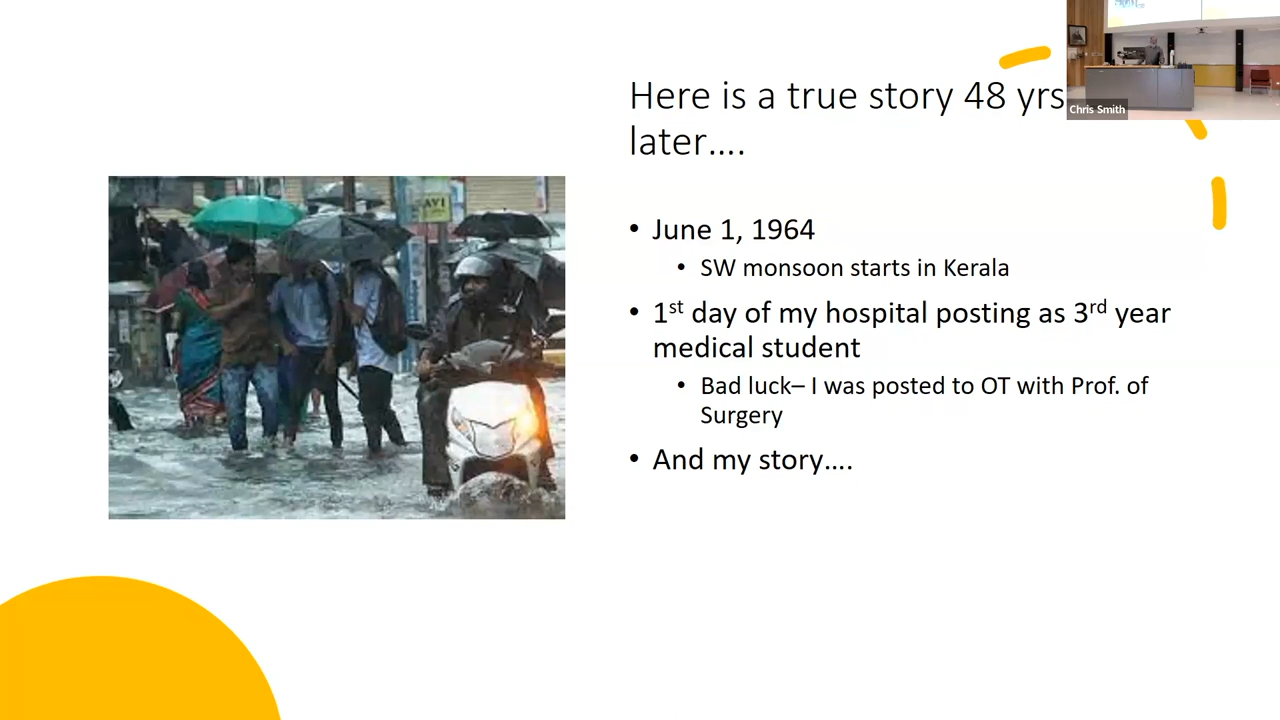 Here is a true story 48 yrs
later….
Chris Smith
AVI
• June 1, 1964
• SW monsoon starts in Kerala
• 1st day of my hospital posting as 3rd year
medical student
• Bad luck– I was posted to OT with Prof. of
Surgery
• And my story….